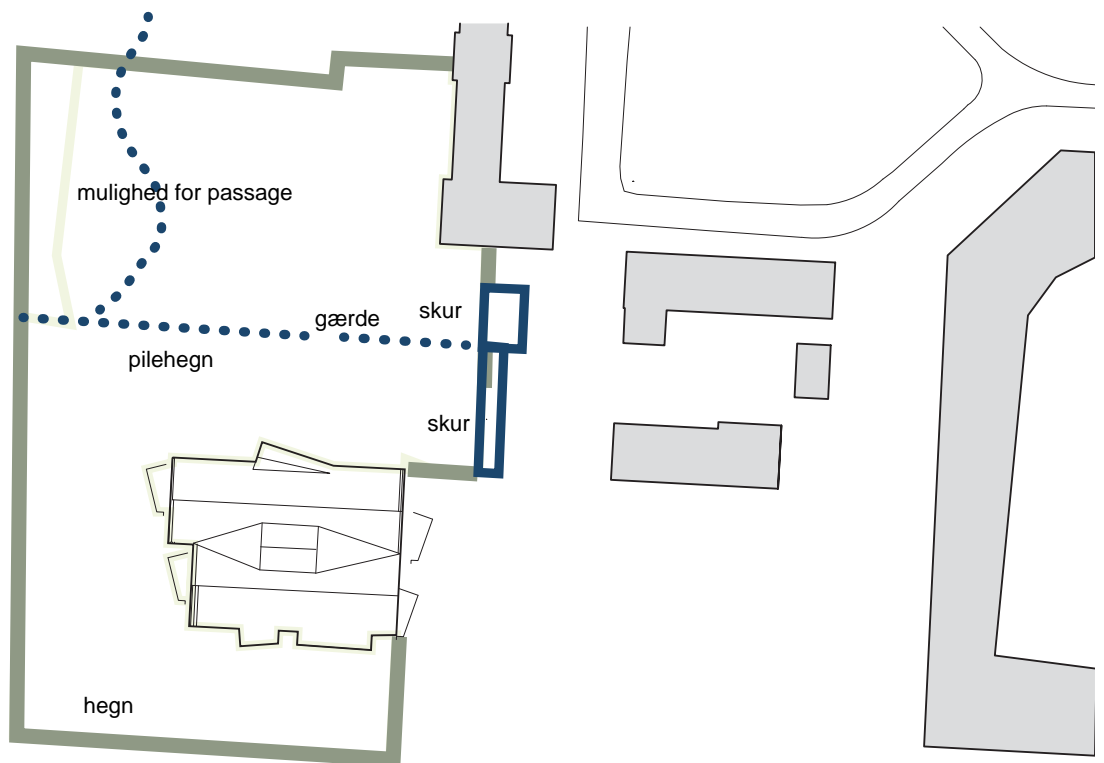 mulighed for passage
gærde
skur
pilehegn
skur
hegn